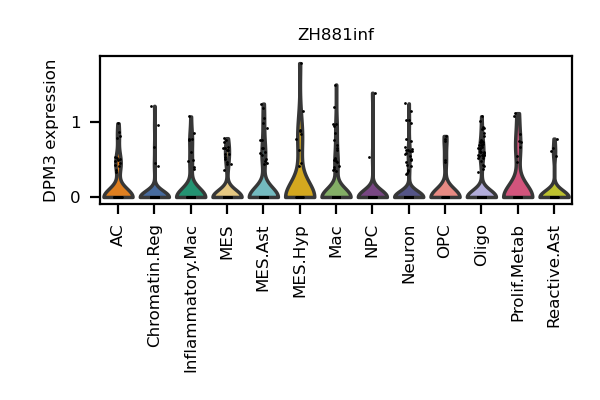 ZH881inf
DPM3 expression
1
0
AC
Chromatin.Reg
Inflammatory.Mac
MES
MES.Ast
MES.Hyp
Mac
NPC
Neuron
OPC
Oligo
Prolif.Metab
Reactive.Ast